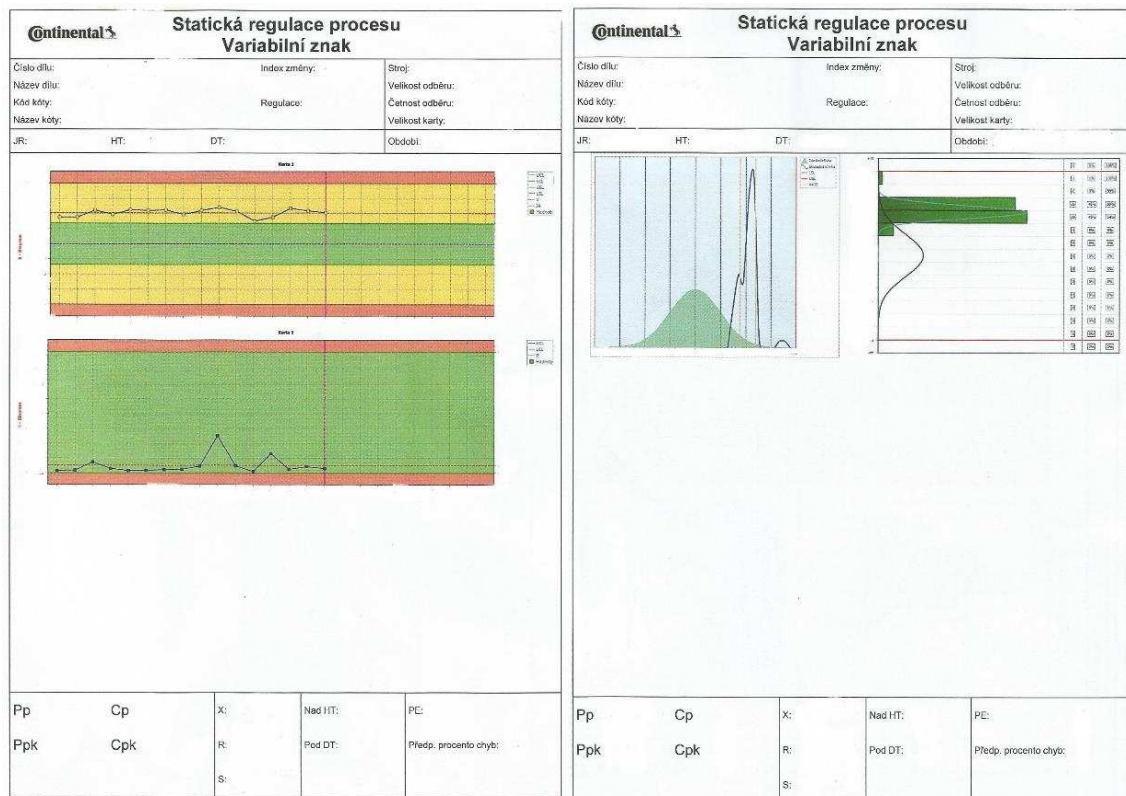 Continental
Statická regulace procesu
Variabilní znak
Číslo dílu:
Index změny:
Stroj:
Název dílu:
Velikost odběru:
Kód kóty:
Regulace:
Četnost odběru:
Název kóty:
Velikost karty:
JR:
HT:
DT:
Období:
Karta 1
Karta 2
Pp
Cp
X:
Nad HT:
PE:
Ppk
Cpk
R:
Pod DT:
Předp. procento chyb:
S:
Continental
Statická regulace procesu
Variabilní znak
Číslo dílu:
Index změny:
Stroj:
Název dílu:
Velikost odběru:
Kód kóty:
Regulace:
Četnost odběru:
Název kóty:
Velikost karty:
JR:
HT:
DT:
Období:
Pp
Cp
X:
Nad HT:
PE:
Ppk
Cpk
R:
Pod DT:
Předp. procento chyb:
S: